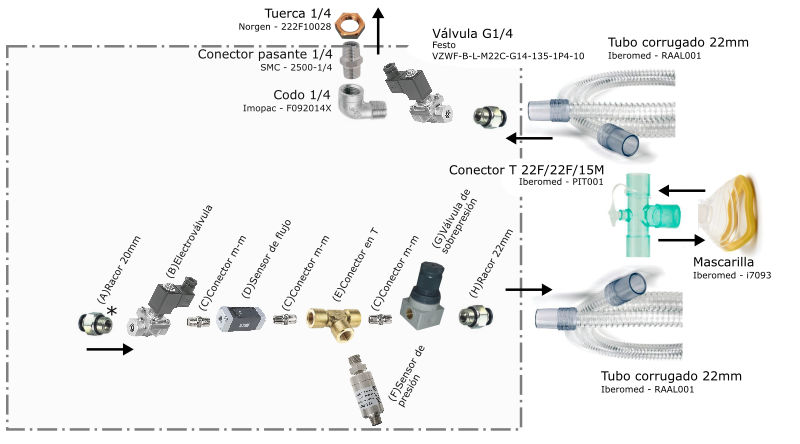 Tuerca 1/4
Norgen - 222F10028
Conector pasante 1/4
SMC - 2500-1/4
Codo 1/4
Imopac - F092014X
Válvula G1/4
Festo
VZWF-B-L-M22C-G14-135-1P4-10
Tubo corrugado 22mm
Iberomed - RAAL001
Conector T 22F/22F/15M
Iberomed - PIT001
Mascarilla
Iberomed - i7093
(A)Racor 20mm
*
(B)Electroválvula
(C)Conector m-m
(D)Sensor de flujo
(C)Conector m-m
(E)Conector en T
(C)Conector m-m
(G)Válvula de
sobrepresión
(H)Racor 22mm
(F)Sensor de
presión
Tubo corrugado 22mm
Iberomed - RAAL001